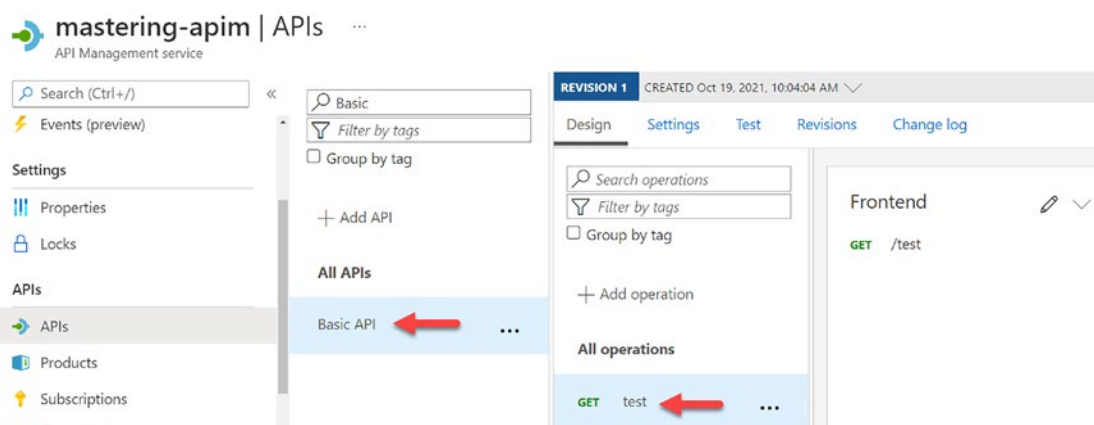 mastering-apim | APIs ...
API Management service
Search (Ctrl+/)
«
Events (preview)
Settings
Properties
Locks
APIs
APIs
Products
Subscriptions
Basic
Filter by tags
Group by tag
+ Add API
All APIs
Basic API ...
REVISION 1 CREATED Oct 19, 2021, 10:04:04 AM
Design Settings Test Revisions Change log
Search operations
Filter by tags
Group by tag
+ Add operation
All operations
GET test ...
Frontend
GET /test